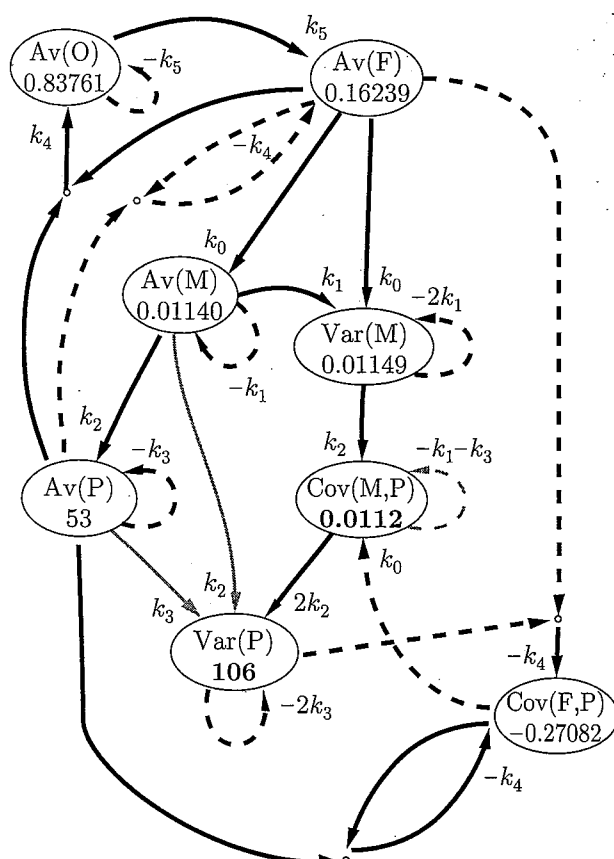 Av(O)
0.83761
-k₅
k₅
Av(F)
0.16239
k₄
-k₄
k₀
Av(M)
0.01140
k₁
k₀
-2k₁
Var(M)
0.01149
-k₁
k₂
-k₃
k₂
-k₁-k₃
Av(P)
53
Cov(M,P)
0.0112
k₀
k₃
k₂
2k₂
Var(P)
106
-2k₃
-k₄
Cov(F,P)
-0.27082
-k₄